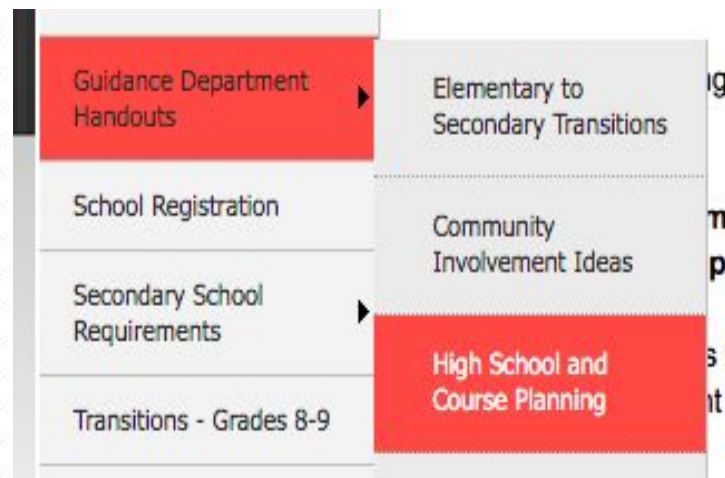 Guidance Department
Handouts
School Registration
Secondary School
Requirements
Transitions - Grades 8-9
Elementary to
Secondary Transitions
Community
Involvement Ideas
High School and
Course Planning